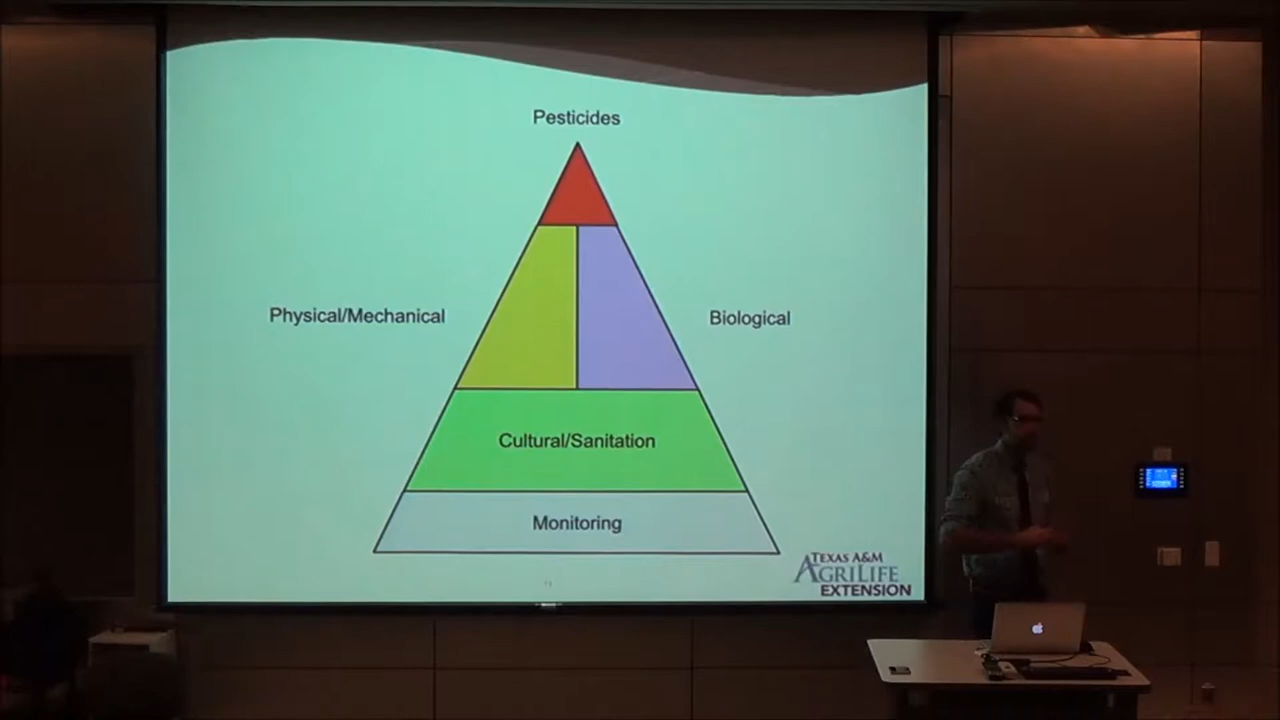 Pesticides
Physical/Mechanical
Biological
Cultural/Sanitation
Monitoring
TEXAS A&M
AGRILIFE
EXTENSION